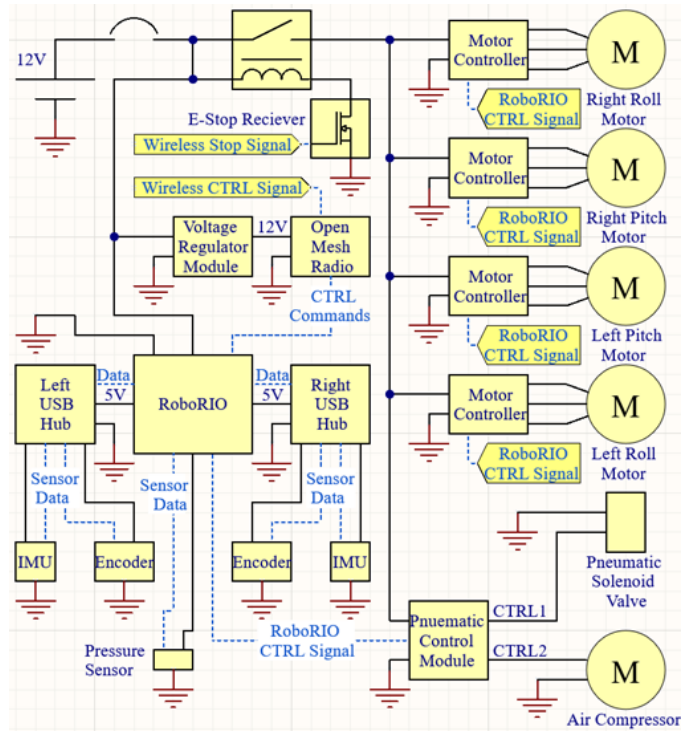 12V
E-Stop Reciever
Wireless Stop Signal
Wireless CTRL Signal
Voltage
Regulator
Module
12V
Open
Mesh
Radio
CTRL
Commands
Left
USB
Hub
Data
5V
RoboRIO
Data
5V
Right
USB
Hub
Sensor
Data
Sensor
Data
Sensor
Data
IMU
Encoder
Encoder
IMU
Pressure
Sensor
RoboRIO
CTRL Signal
Motor
Controller
M
RoboRIO
CTRL Signal
Right Roll
Motor
Motor
Controller
M
RoboRIO
CTRL Signal
Right Pitch
Motor
Motor
Controller
M
RoboRIO
CTRL Signal
Left Pitch
Motor
Motor
Controller
M
RoboRIO
CTRL Signal
Left Roll
Motor
Pneumatic
Solenoid
Valve
Pnuematic
Control
Module
CTRL1
CTRL2
M
Air Compressor